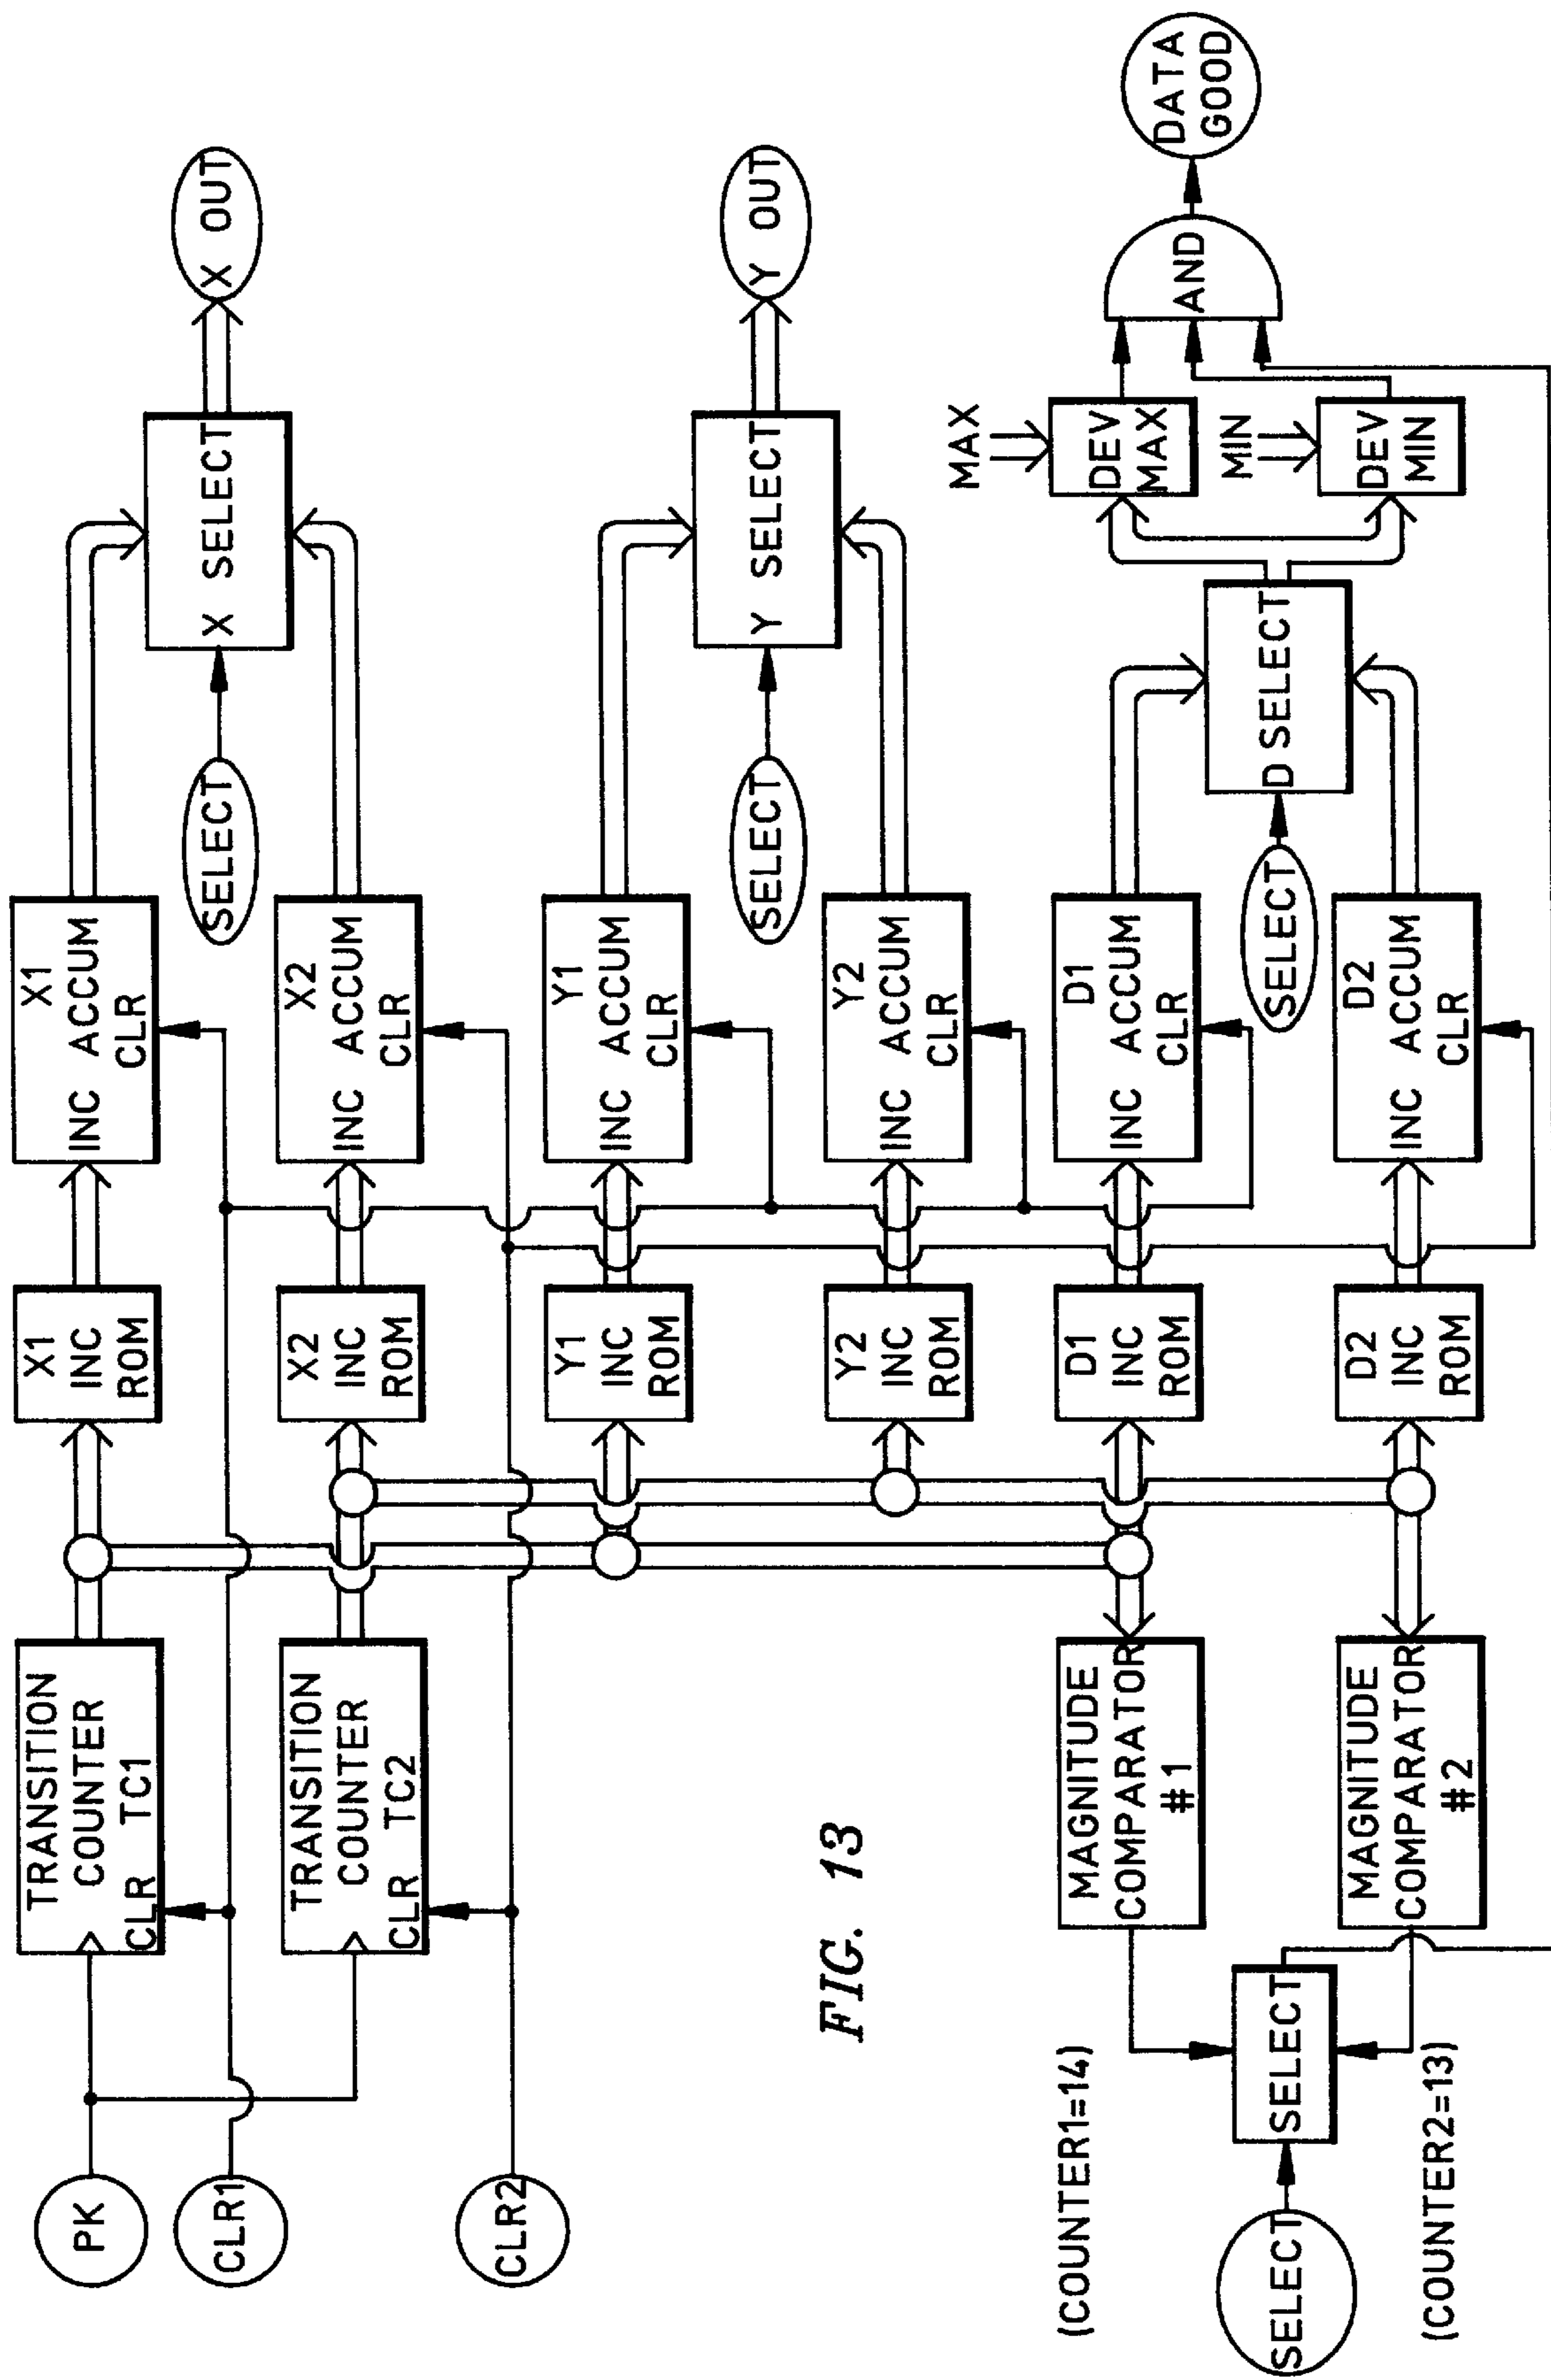 PK
CLR1
CLR2
TRANSITION
COUNTER
TC1
CLR
TRANSITION
COUNTER
TC2
CLR
X1
INC
ROM
X2
INC
ROM
Y1
INC
ROM
Y2
INC
ROM
D1
INC
ROM
D2
INC
ROM
X1
INC ACCUM
CLR
X2
INC ACCUM
CLR
Y1
INC ACCUM
CLR
Y2
INC ACCUM
CLR
D1
INC ACCUM
CLR
D2
INC ACCUM
CLR
SELECT
X SELECT
X OUT
SELECT
Y SELECT
Y OUT
SELECT
D SELECT
MAX
DEV
MAX
MIN
DEV
MIN
AND
DATA
GOOD
FIG. 13
MAGNITUDE
COMPARATOR
#1
MAGNITUDE
COMPARATOR
#2
(COUNTER1=14)
SELECT
SELECT
(COUNTER2=13)